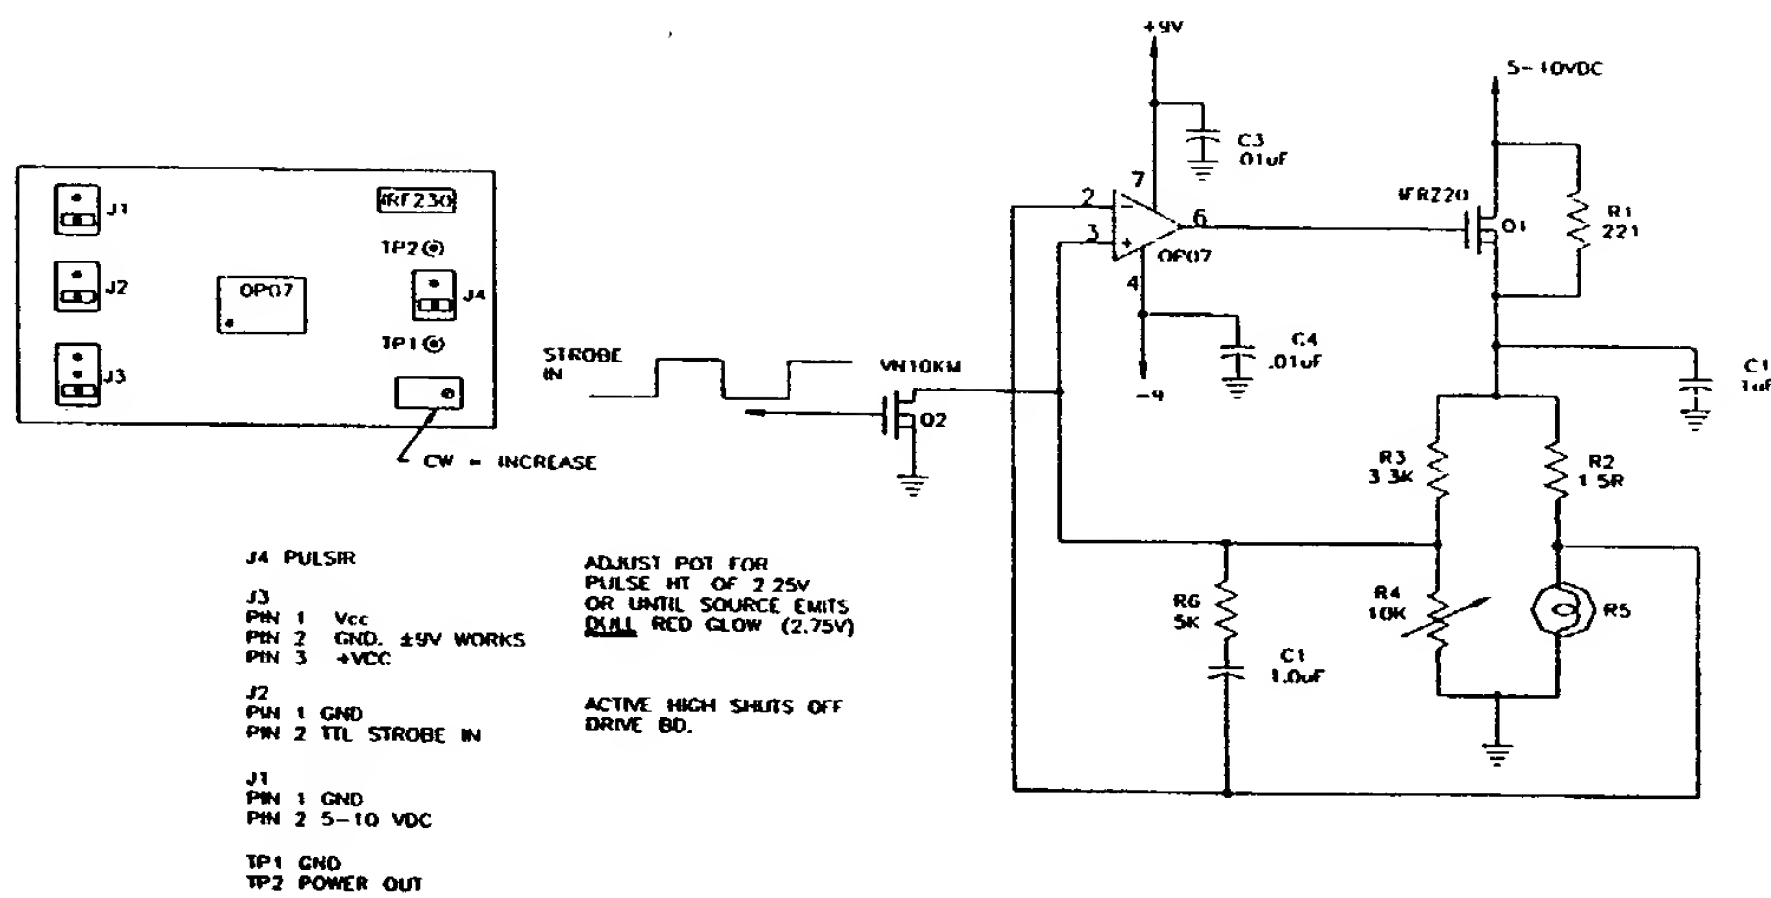 J1
J2
J3
IRF230
TP2
OP07
J4
TP1
CW = INCREASE
STROBE
IN
VN10KM
Q2
+9V
C3
.01uF
7
2
3
6
OP07
4
C4
.01uF
-9
5-10VDC
IFRZ20
Q1
R1
221
C1
1uF
R3
3.3K
R2
1.5R
R6
5K
R4
10K
R5
C1
1.0uF
J4 PULSIR
J3
PIN 1 Vcc
PIN 2 GND. ±9V WORKS
PIN 3 +VCC
J2
PIN 1 GND
PIN 2 TTL STROBE IN
J1
PIN 1 GND
PIN 2 5-10 VDC
TP1 GND
TP2 POWER OUT
ADJUST POT FOR
PULSE HT OF 2.25V
OR UNTIL SOURCE EMITS
DULL RED GLOW (2.75V)
ACTIVE HIGH SHUTS OFF
DRIVE BD.